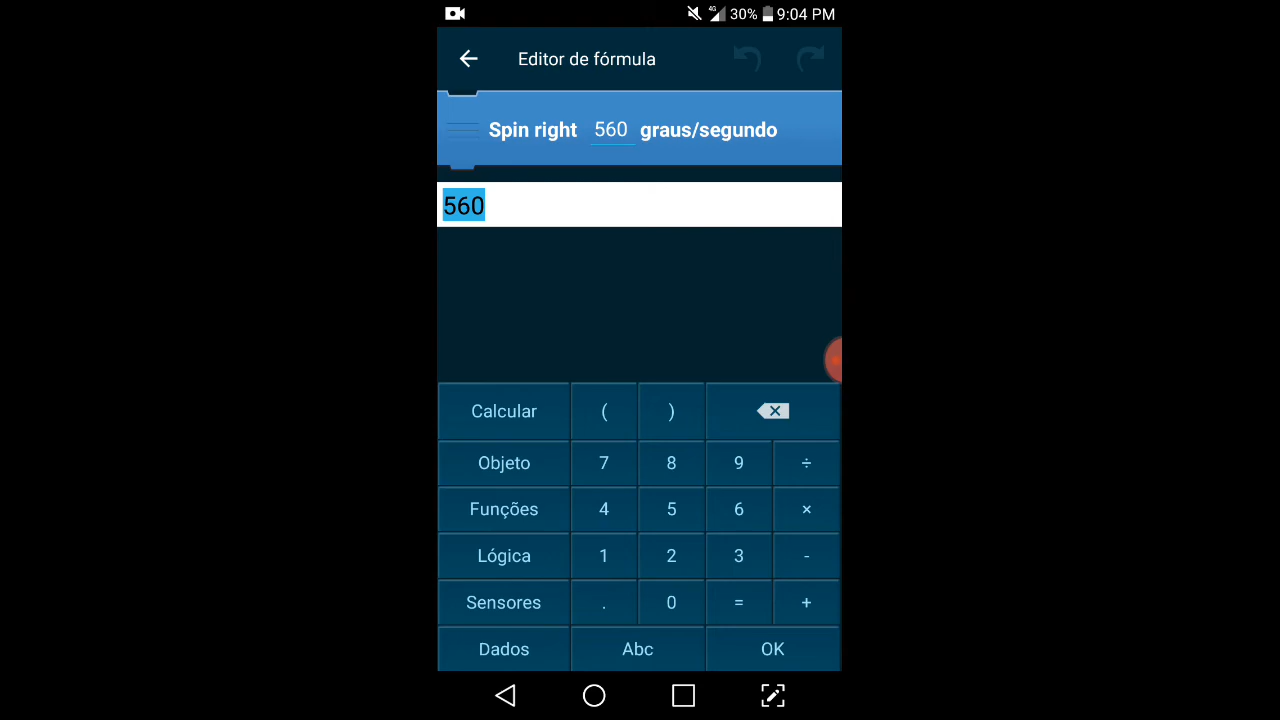 4G 30% 9:04 PM
Editor de fórmula
Spin right 560 graus/segundo
560
Calcular ( )
Objeto 7 8 9 ÷
Funções 4 5 6 ×
Lógica 1 2 3 -
Sensores . 0 = +
Dados Abc OK